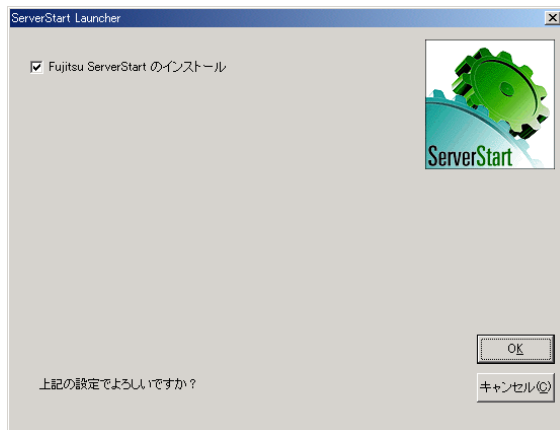 ServerStart Launcher
Fujitsu ServerStart のインストール
ServerStart
OK
上記の設定でよろしいですか？
キャンセル(C)